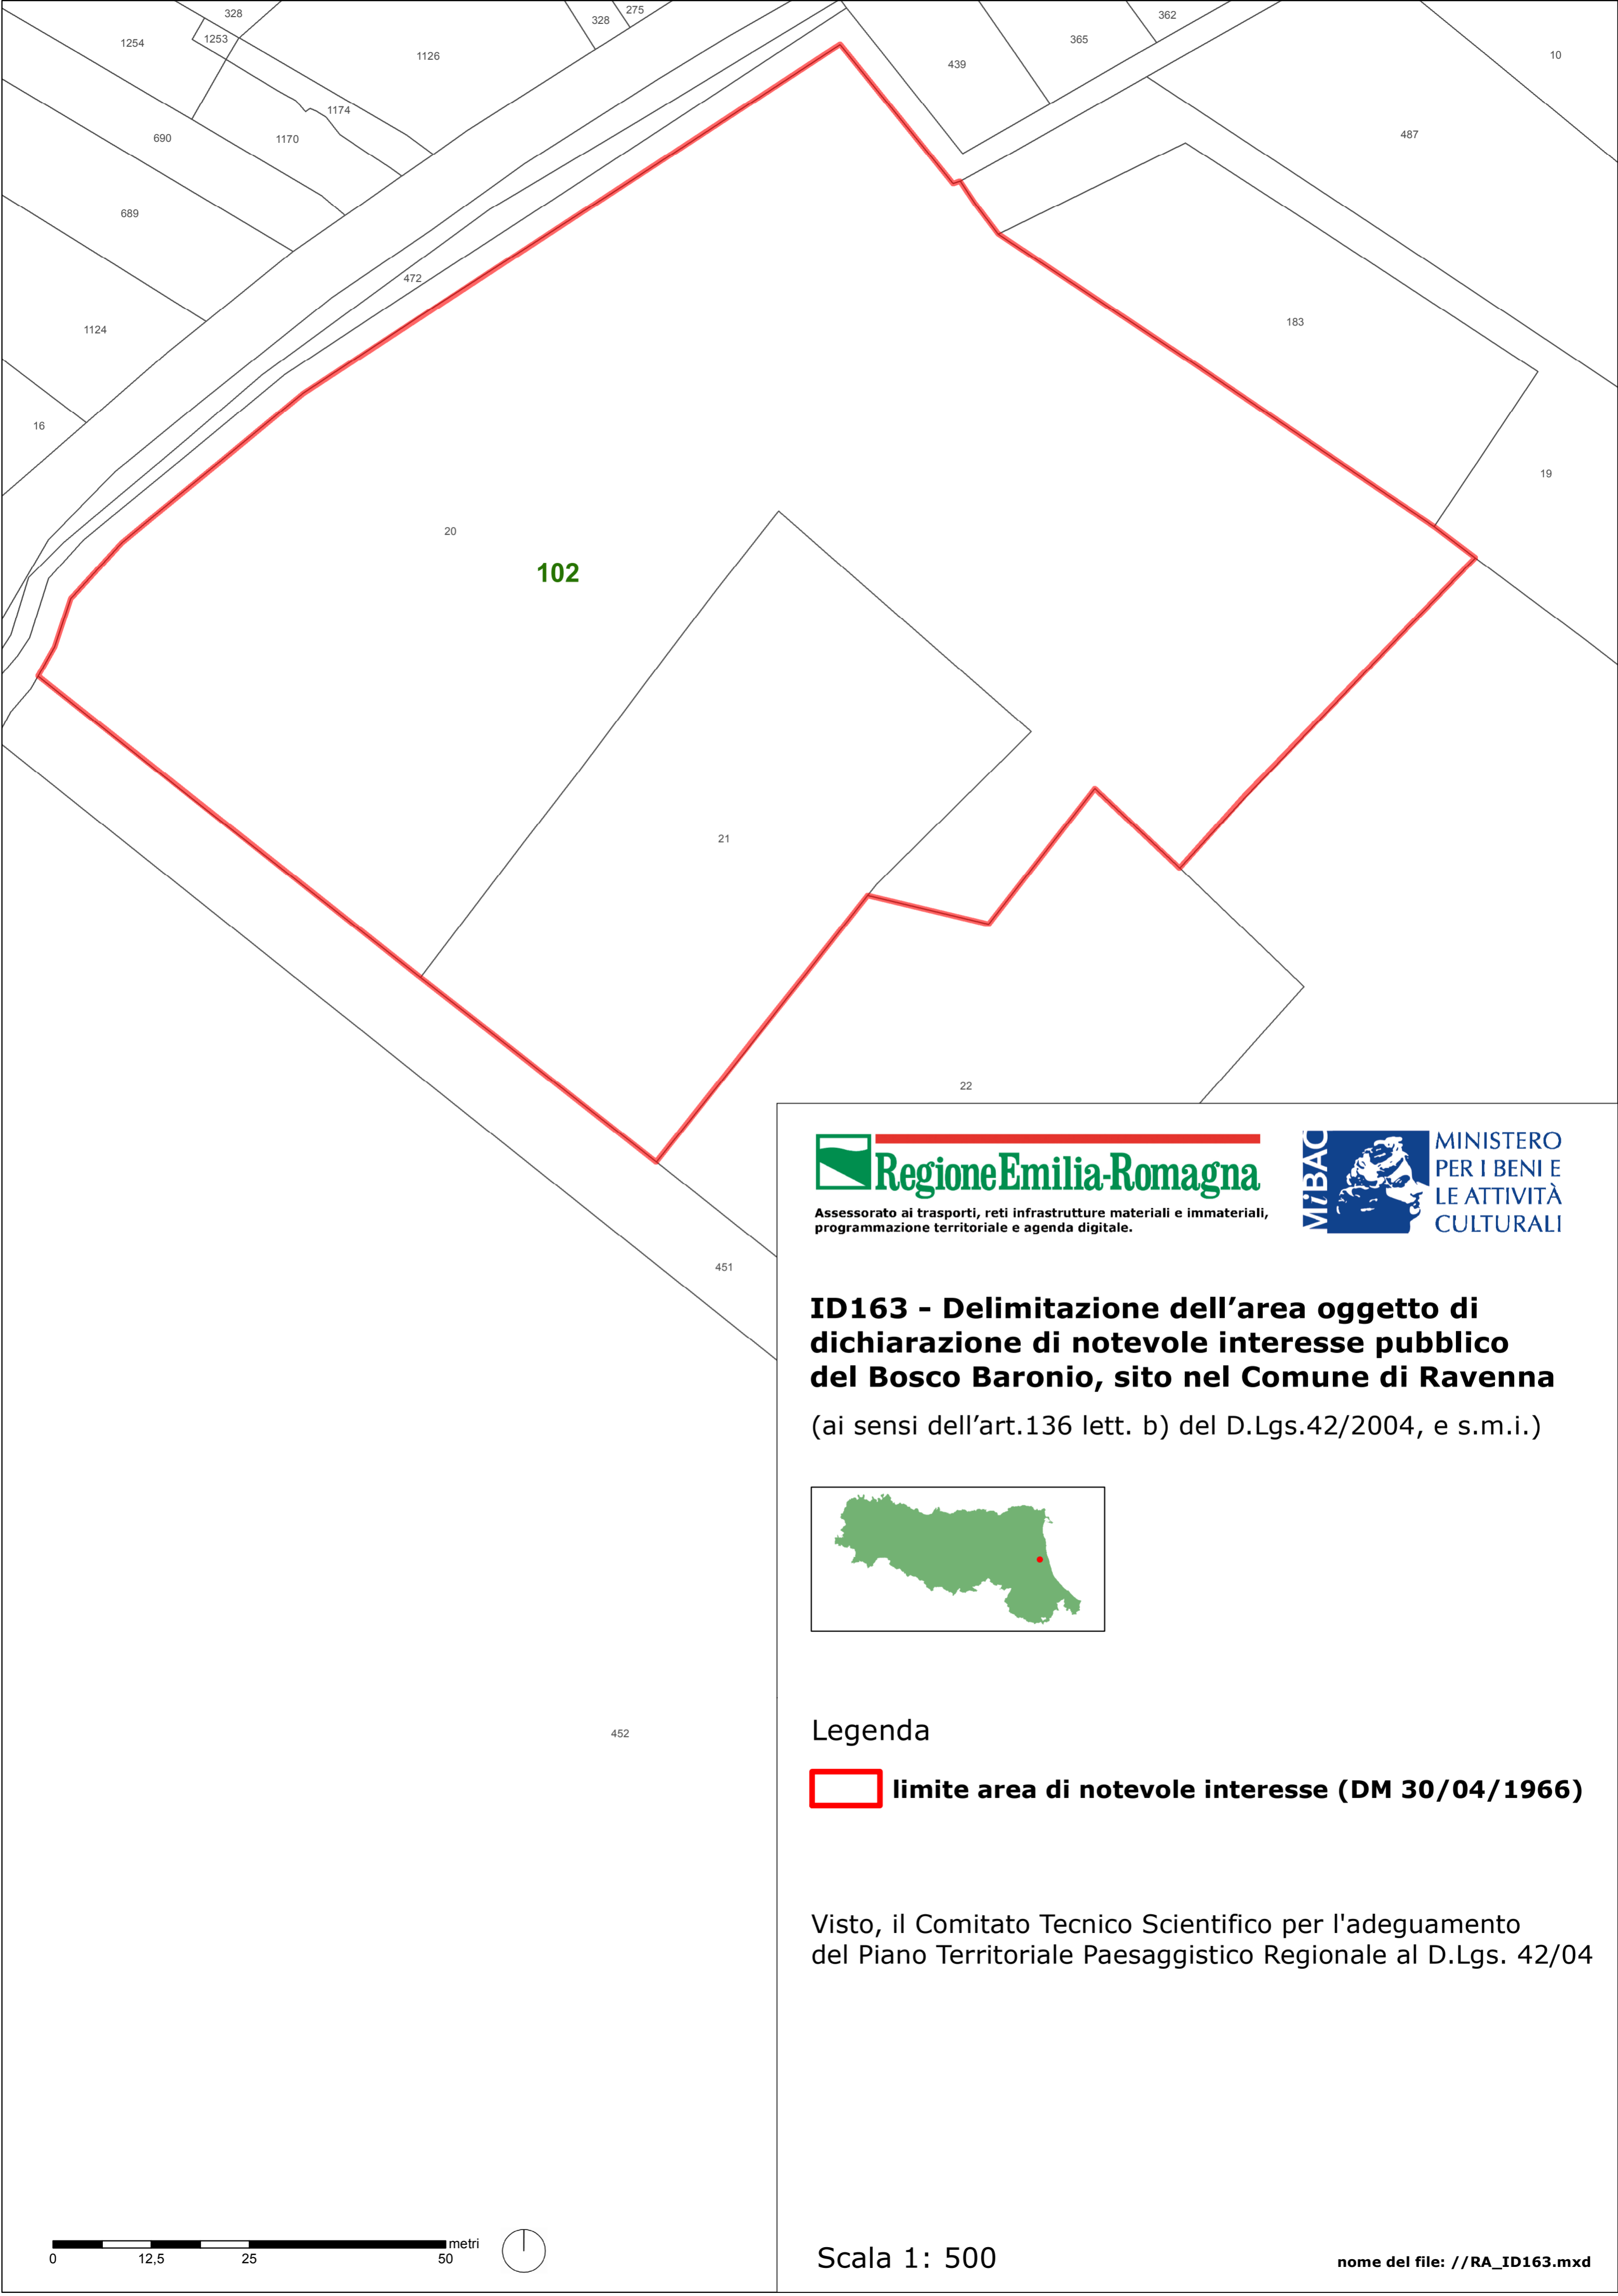 328
275
328
362
1254
1253
1126
439
365
10
1174
690
1170
487
689
472
183
1124
16
19
20
102
21
22
451
452
RegioneEmilia-Romagna
Assessorato ai trasporti, reti infrastrutture materiali e immateriali,
programmazione territoriale e agenda digitale.
MiBAC
MINISTERO
PER I BENI E
LE ATTIVITÀ
CULTURALI
ID163 - Delimitazione dell’area oggetto di
dichiarazione di notevole interesse pubblico
del Bosco Baronio, sito nel Comune di Ravenna
(ai sensi dell’art.136 lett. b) del D.Lgs.42/2004, e s.m.i.)
Legenda
limite area di notevole interesse (DM 30/04/1966)
Visto, il Comitato Tecnico Scientifico per l'adeguamento
del Piano Territoriale Paesaggistico Regionale al D.Lgs. 42/04
metri
0 12,5 25 50
Scala 1: 500
nome del file: //RA_ID163.mxd